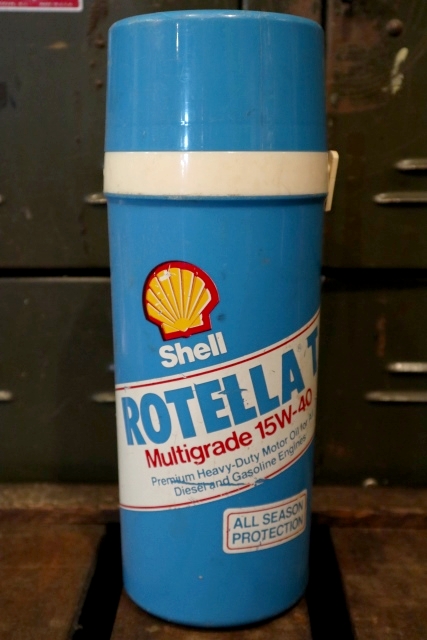 Shell
ROTELLA T
Multigrade 15W-40
Premium Heavy-Duty Motor Oil for
Diesel and Gasoline Engines
ALL SEASON
PROTECTION